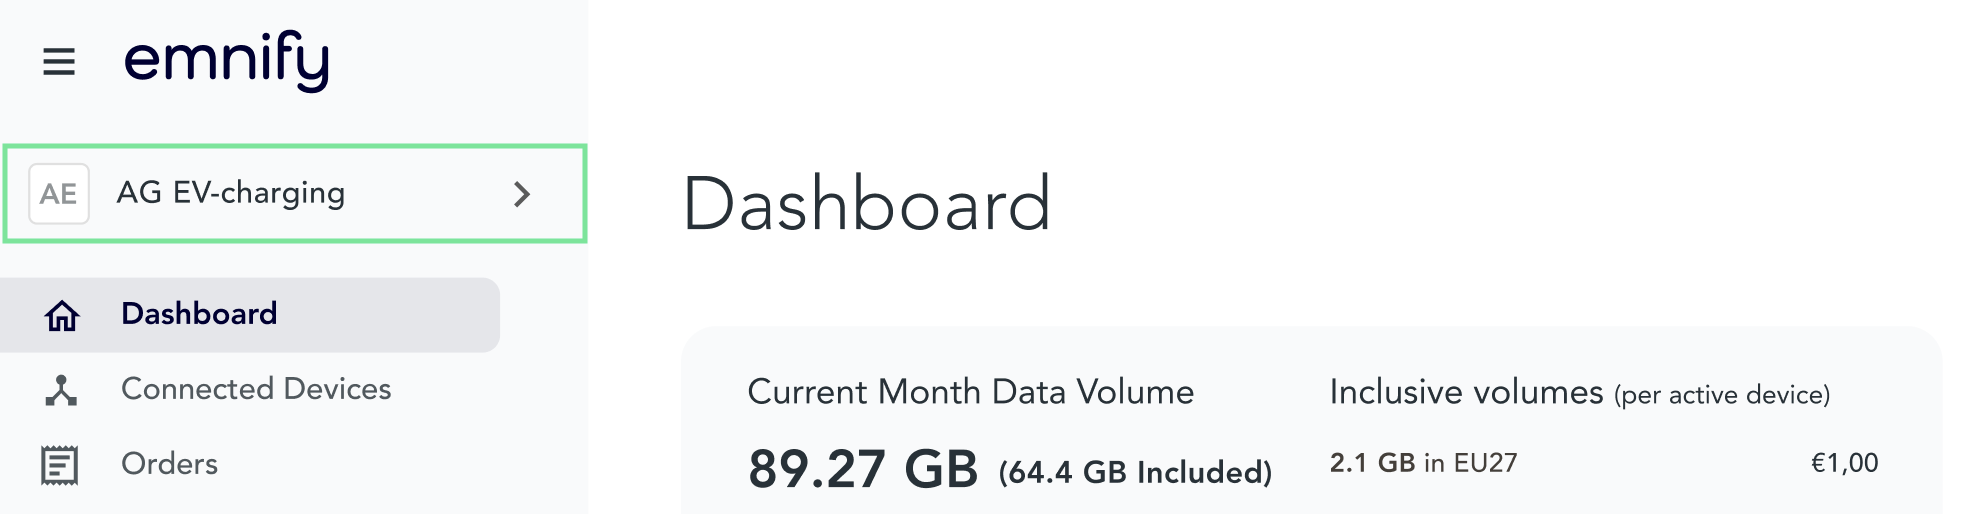 emnify
AE AG EV-charging
Dashboard
Connected Devices
Orders
Dashboard
Current Month Data Volume
89.27 GB (64.4 GB Included)
Inclusive volumes (per active device)
2.1 GB in EU27 €1,00